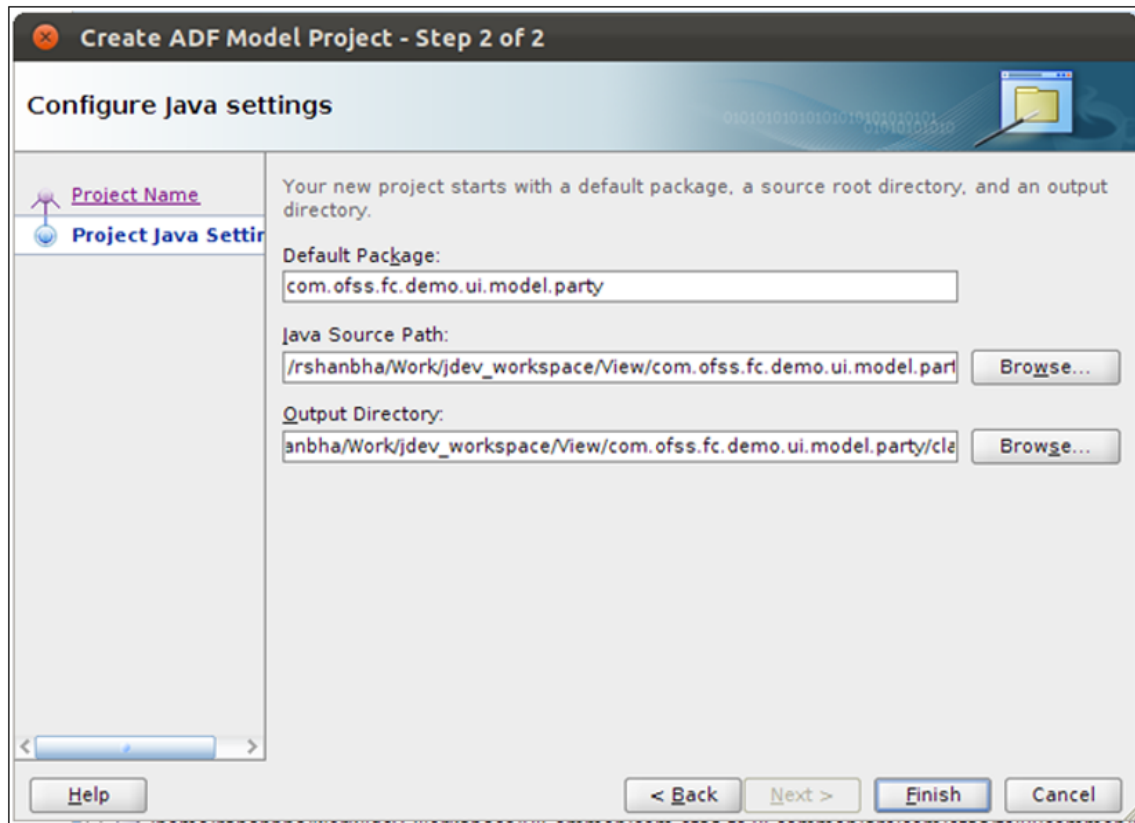 Create ADF Model Project - Step 2 of 2
Configure Java settings
Project Name
Project Java Settin
Your new project starts with a default package, a source root directory, and an output
directory.
Default Package:
com.ofss.fc.demo.ui.model.party
Java Source Path:
/rshanbha/Work/jdev_workspace/View/com.ofss.fc.demo.ui.model.part
Browse...
Output Directory:
anbha/Work/jdev_workspace/View/com.ofss.fc.demo.ui.model.party/cla
Browse...
Help
< Back
Next >
Finish
Cancel